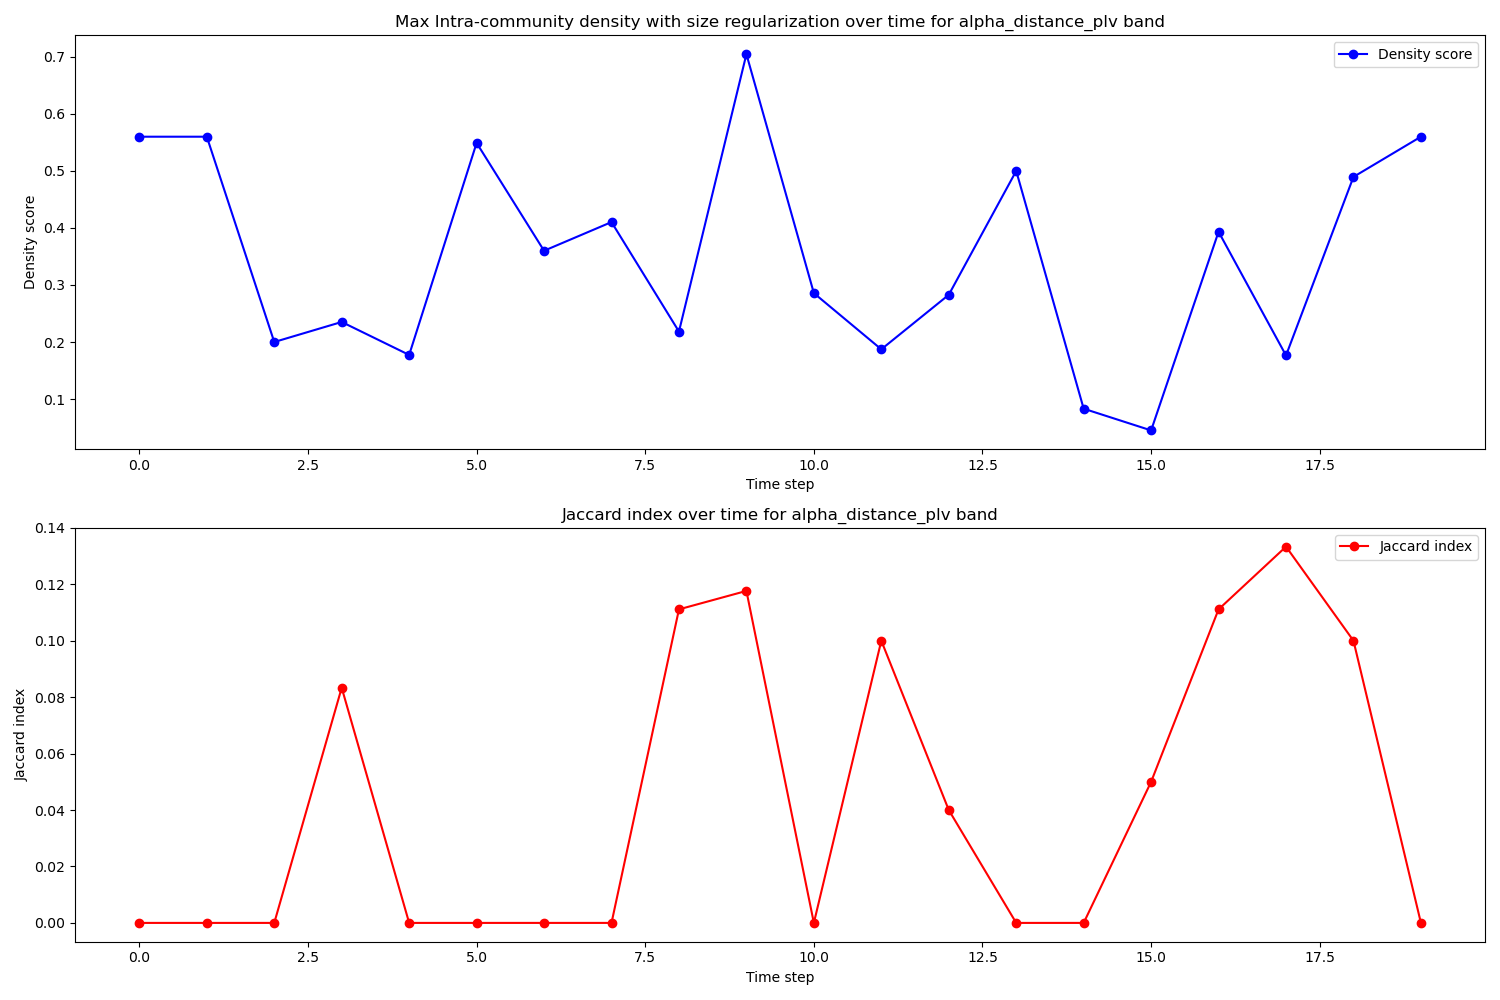 Max Intra-community density with size regularization over time for alpha_distance_plv band
Density score
0.7
0.6
0.5
0.4
0.3
0.2
0.1
Density score
0.0 2.5 5.0 7.5 10.0 12.5 15.0 17.5
Time step
Jaccard index over time for alpha_distance_plv band
Jaccard index
0.14
0.12
0.10
0.08
0.06
0.04
0.02
0.00
Jaccard index
0.0 2.5 5.0 7.5 10.0 12.5 15.0 17.5
Time step